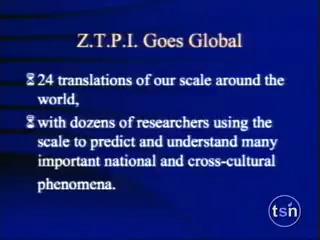 Z.T.P.I. Goes Global
24 translations of our scale around the
world,
with dozens of researchers using the
scale to predict and understand many
important national and cross-cultural
phenomena.
tsn